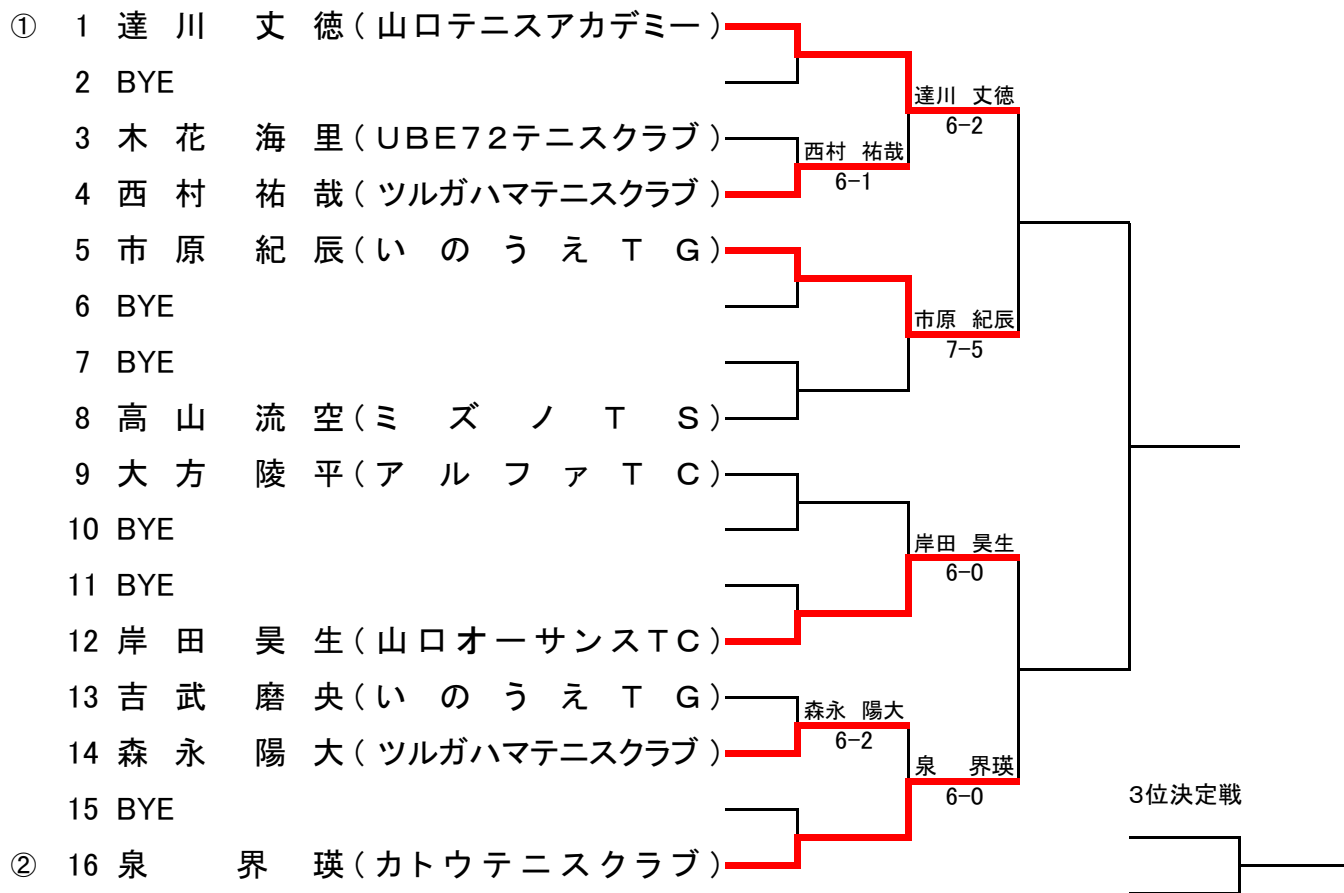 ① 1 達川 丈徳(山口テニスアカデミー)
2 BYE
達川 丈徳
6-2
3 木花 海里(UBE72テニスクラブ)
西村 祐哉
6-1
4 西村 祐哉(ツルガハマテニスクラブ)
5 市原 紀辰(いのうえTG)
6 BYE
市原 紀辰
7-5
7 BYE
8 高山 流空(ミズノTS)
9 大方 陵平(アルファTC)
10 BYE
岸田 昊生
6-0
11 BYE
12 岸田 昊生(山口オーサンスTC)
13 吉武 磨央(いのうえTG)
森永 陽大
6-2
14 森永 陽大(ツルガハマテニスクラブ)
泉 界瑛
6-0
15 BYE
3位決定戦
② 16 泉 界瑛(カトウテニスクラブ)